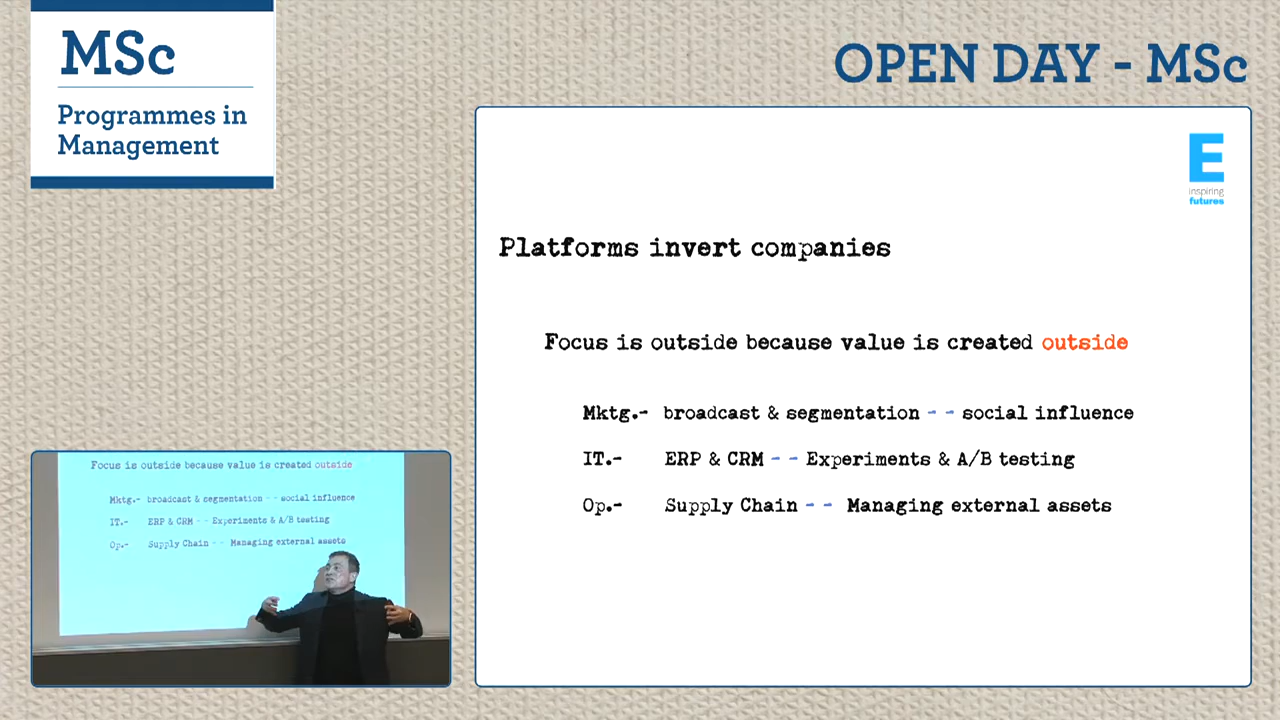 MSc
Programmes in
Management
OPEN DAY - MSc
E
inspiring
futures
Platforms invert companies
Focus is outside because value is created outside
Mktg.- broadcast & segmentation -- social influence
IT.- ERP & CRM -- Experiments & A/B testing
Op.- Supply Chain -- Managing external assets
Focus is outside because value is created outside
Mktg.- broadcast & segmentation -- social influence
IT.- ERP & CRM -- Experiments & A/B testing
Op.- Supply Chain -- Managing external assets